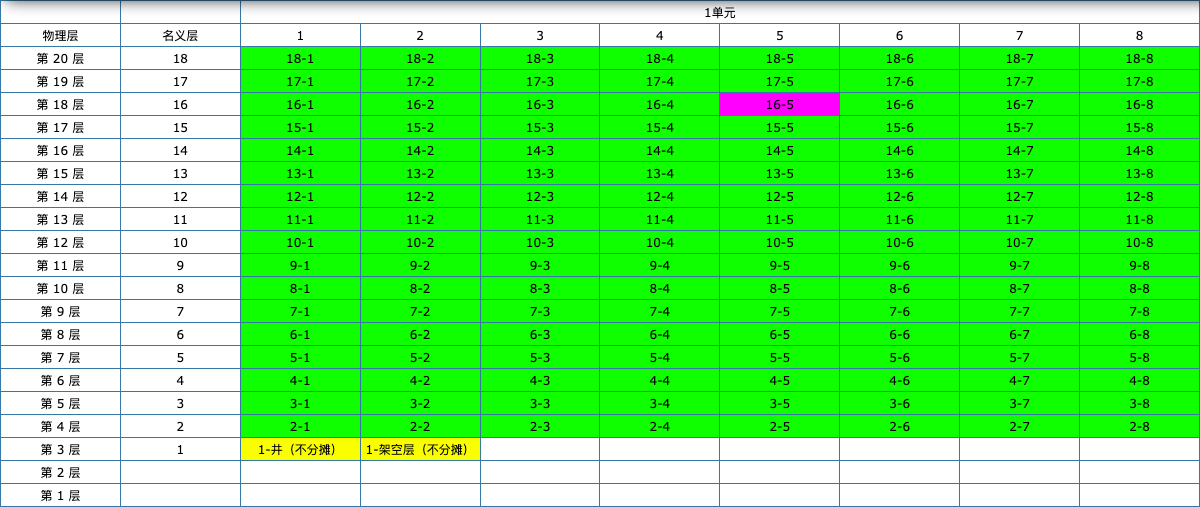 1单元
物理层 名义层 1 2 3 4 5 6 7 8
第 20 层 18 18-1 18-2 18-3 18-4 18-5 18-6 18-7 18-8
第 19 层 17 17-1 17-2 17-3 17-4 17-5 17-6 17-7 17-8
第 18 层 16 16-1 16-2 16-3 16-4 16-5 16-6 16-7 16-8
第 17 层 15 15-1 15-2 15-3 15-4 15-5 15-6 15-7 15-8
第 16 层 14 14-1 14-2 14-3 14-4 14-5 14-6 14-7 14-8
第 15 层 13 13-1 13-2 13-3 13-4 13-5 13-6 13-7 13-8
第 14 层 12 12-1 12-2 12-3 12-4 12-5 12-6 12-7 12-8
第 13 层 11 11-1 11-2 11-3 11-4 11-5 11-6 11-7 11-8
第 12 层 10 10-1 10-2 10-3 10-4 10-5 10-6 10-7 10-8
第 11 层 9 9-1 9-2 9-3 9-4 9-5 9-6 9-7 9-8
第 10 层 8 8-1 8-2 8-3 8-4 8-5 8-6 8-7 8-8
第 9 层 7 7-1 7-2 7-3 7-4 7-5 7-6 7-7 7-8
第 8 层 6 6-1 6-2 6-3 6-4 6-5 6-6 6-7 6-8
第 7 层 5 5-1 5-2 5-3 5-4 5-5 5-6 5-7 5-8
第 6 层 4 4-1 4-2 4-3 4-4 4-5 4-6 4-7 4-8
第 5 层 3 3-1 3-2 3-3 3-4 3-5 3-6 3-7 3-8
第 4 层 2 2-1 2-2 2-3 2-4 2-5 2-6 2-7 2-8
第 3 层 1 1-井（不分摊） 1-架空层（不分摊）
第 2 层
第 1 层